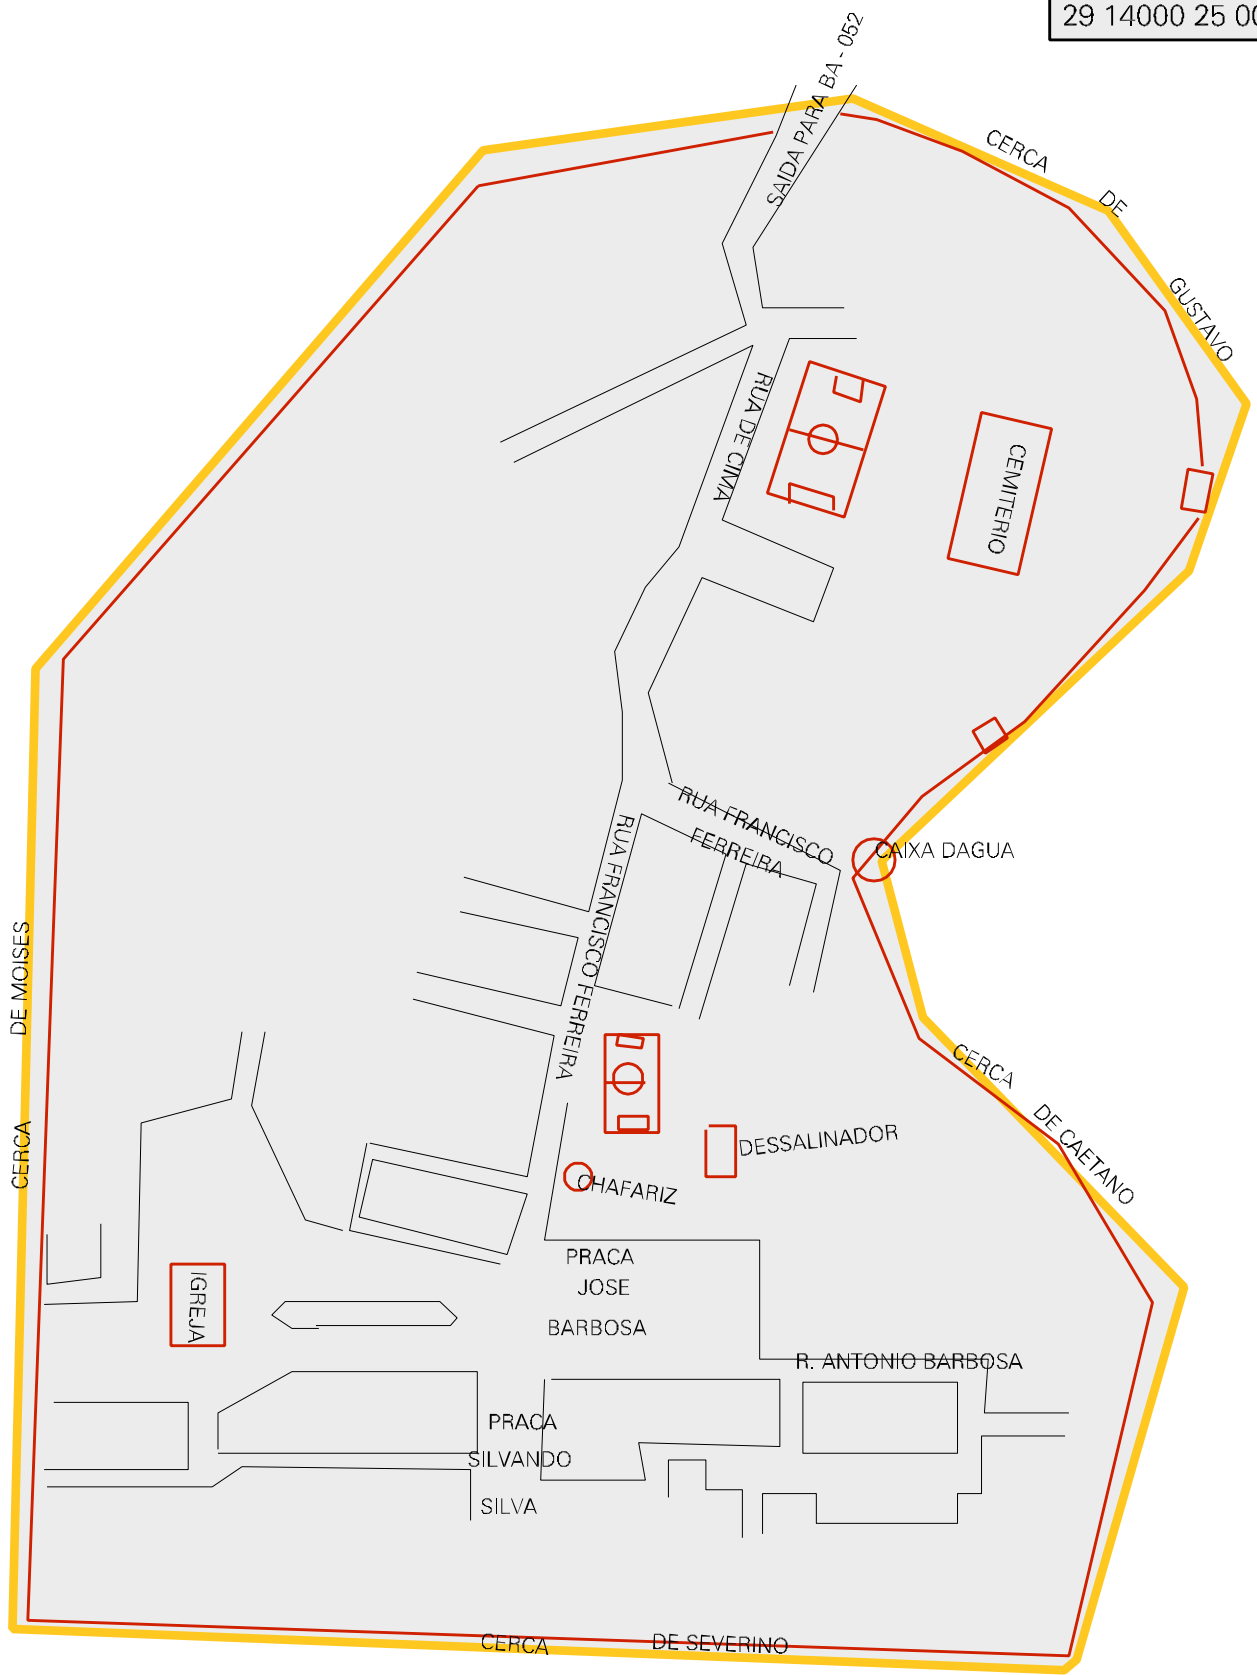 29 14000 25 00
SAIDA PARA BA - 052
CERCA DE GUSTAVO
RUA DE CIMA
CEMITERIO
RUA FRANCISCO
FERREIRA
CAIXA DAGUA
RUA FRANCISCO FERREIRA
CERCA DE MOISES
CERCA DE CAETANO
DESSALINADOR
CHAFARIZ
PRACA
JOSE
BARBOSA
IGREJA
R. ANTONIO BARBOSA
PRACA
SILVANDO
SILVA
CERCA DE SEVERINO